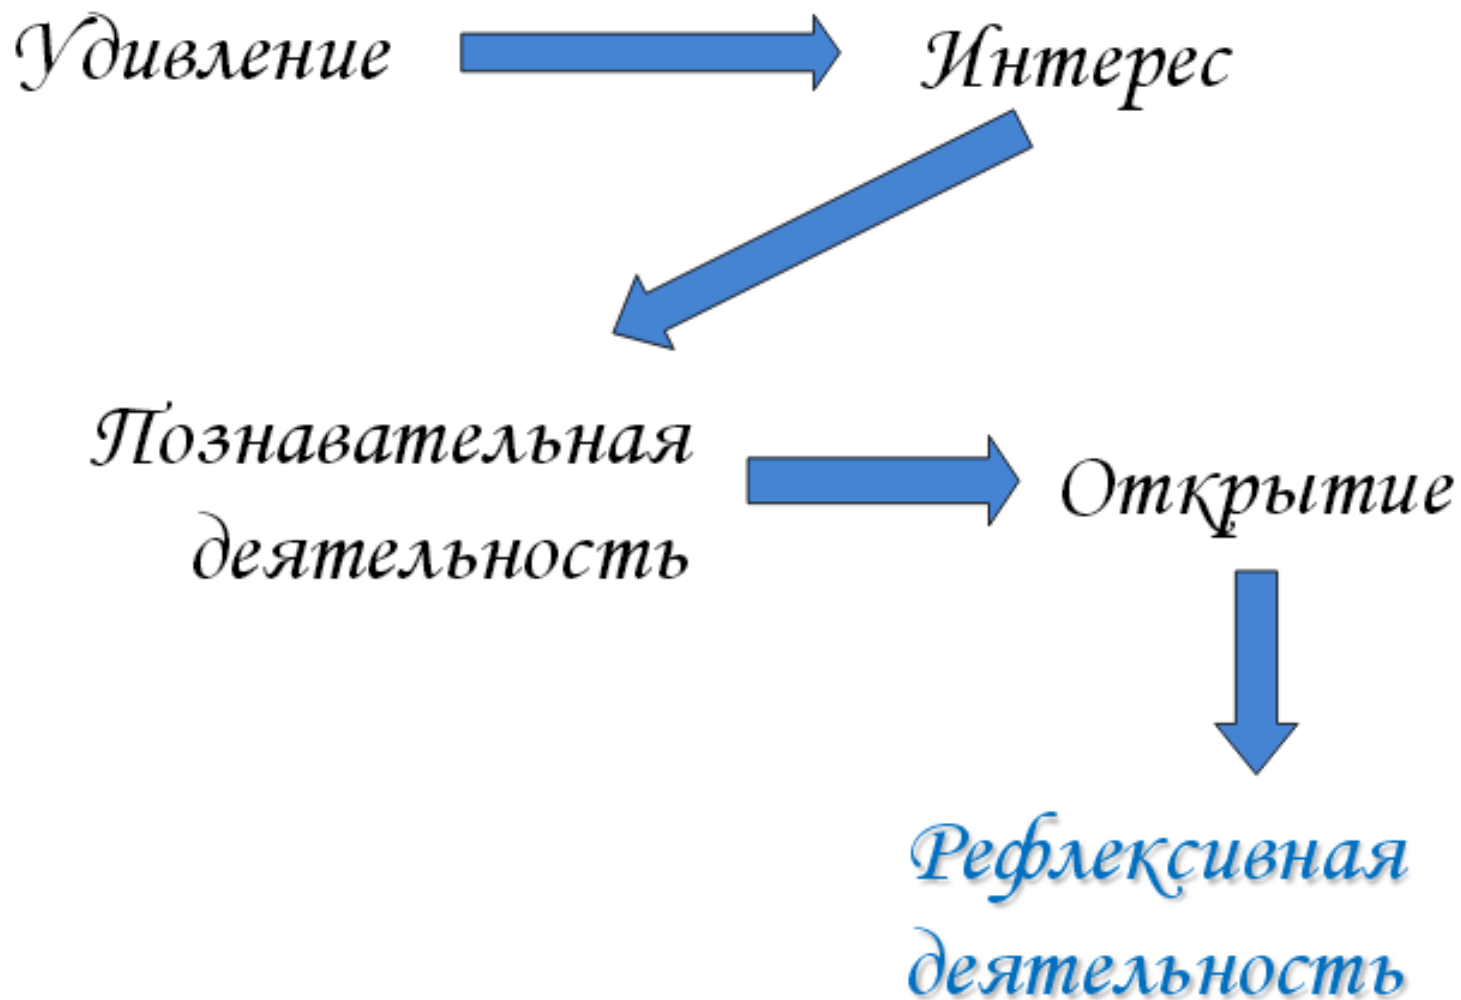 Удивление
Интерес
Познавательная
деятельность
Открытие
Рефлексивная
деятельность